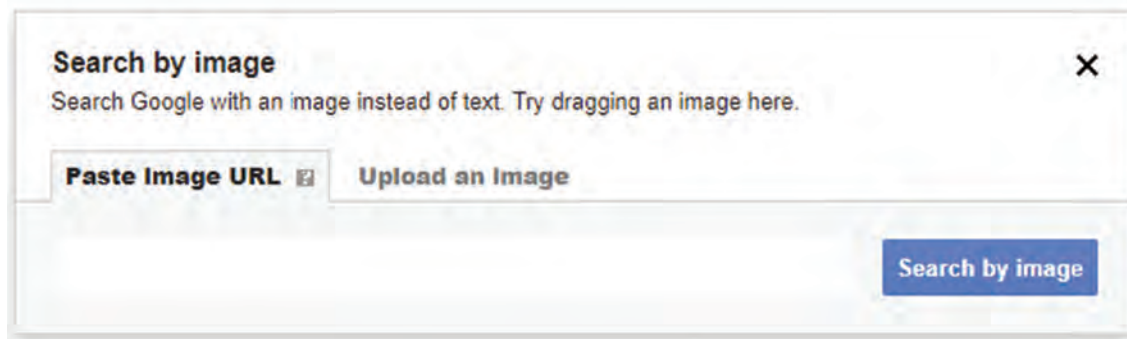 Search by image
Search Google with an image instead of text. Try dragging an image here.
Paste Image URL ? Upload an Image
Search by image